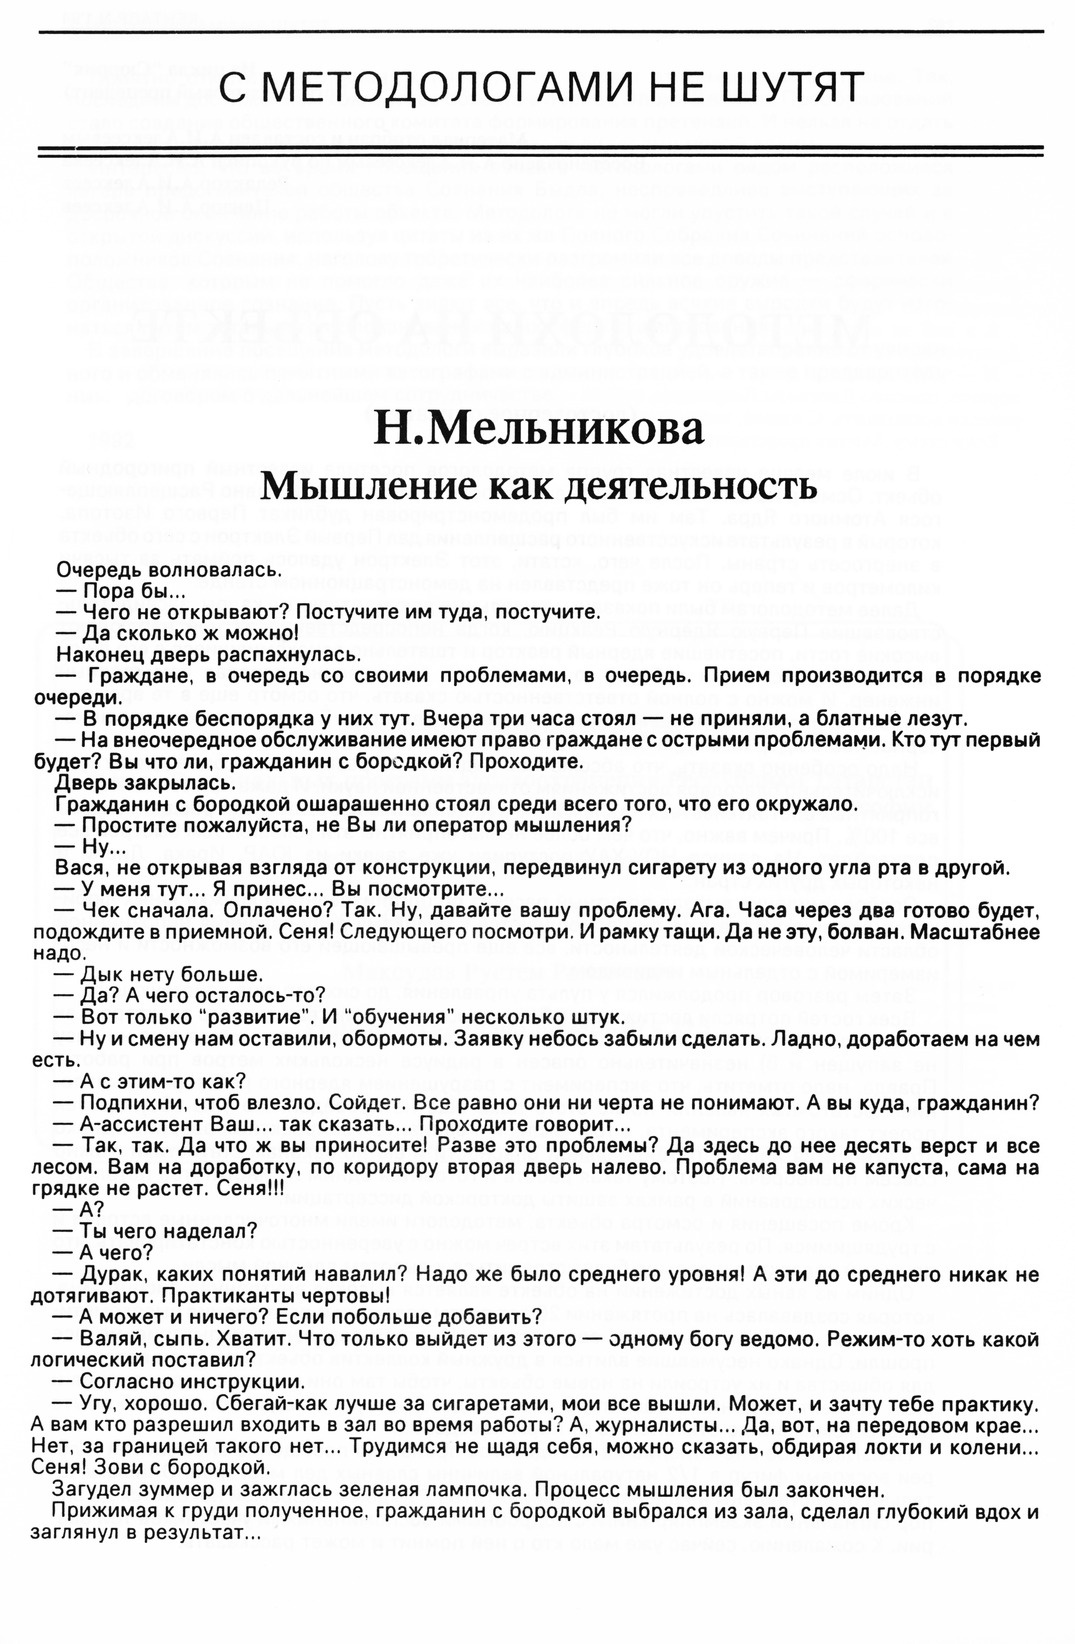 С МЕТОДОЛОГАМИ НЕ ШУТЯТ
Н.Мельникова
Мышление как деятельность
Очередь волновалась.
— Пора бы...
— Чего не открывают? Постучите им туда, постучите.
— Да сколько ж можно!
Наконец дверь распахнулась.
— Граждане, в очередь со своими проблемами, в очередь. Прием производится в порядке
очереди.
— В порядке беспорядка у них тут. Вчера три часа стоял — не приняли, а блатные лезут.
— На внеочередное обслуживание имеют право граждане с острыми проблемами. Кто тут первый
будет? Вы что ли, гражданин с бородкой? Проходите.
Дверь закрылась.
Гражданин с бородкой ошарашенно стоял среди всего того, что его окружало.
— Простите пожалуйста, не Вы ли оператор мышления?
— Ну...
Вася, не открывая взгляда от конструкции, передвинул сигарету из одного угла рта в другой.
— У меня тут... Я принес... Вы посмотрите...
— Чек сначала. Оплачено? Так. Ну, давайте вашу проблему. Ага. Часа через два готово будет,
подождите в приемной. Сеня! Следующего посмотри. И рамку тащи. Да не эту, болван. Масштабнее
надо.
— Дык нету больше.
— Да? А чего осталось-то?
— Вот только “развитие”. И “обучения” несколько штук.
— Ну и смену нам оставили, обормоты. Заявку небось забыли сделать. Ладно, доработаем на чем
есть.
— А с этим-то как?
— Подпихни, чтоб влезло. Сойдет. Все равно они ни черта не понимают. А вы куда, гражданин?
— А-ассистент Ваш... так сказать... Проходите говорит...
— Так, так. Да что ж вы приносите! Разве это проблемы? Да здесь до нее десять верст и все
лесом. Вам на доработку, по коридору вторая дверь налево. Проблема вам не капуста, сама на
грядке не растет. Сеня!!!
— А?
— Ты чего наделал?
— А чего?
— Дурак, каких понятий навалил? Надо же было среднего уровня! А эти до среднего никак не
дотягивают. Практиканты чертовы!
— А может и ничего? Если побольше добавить?
— Валяй, сыпь. Хватит. Что только выйдет из этого — одному богу ведомо. Режим-то хоть какой
логический поставил?
— Согласно инструкции.
— Угу, хорошо. Сбегай-как лучше за сигаретами, мои все вышли. Может, и зачту тебе практику.
А вам кто разрешил входить в зал во время работы? А, журналисты... Да, вот, на передовом крае...
Нет, за границей такого нет... Трудимся не щадя себя, можно сказать, обдирая локти и колени...
Сеня! Зови с бородкой.
Загудел зуммер и зажглась зеленая лампочка. Процесс мышления был закончен.
Прижимая к груди полученное, гражданин с бородкой выбрался из зала, сделал глубокий вдох и
заглянул в результат...